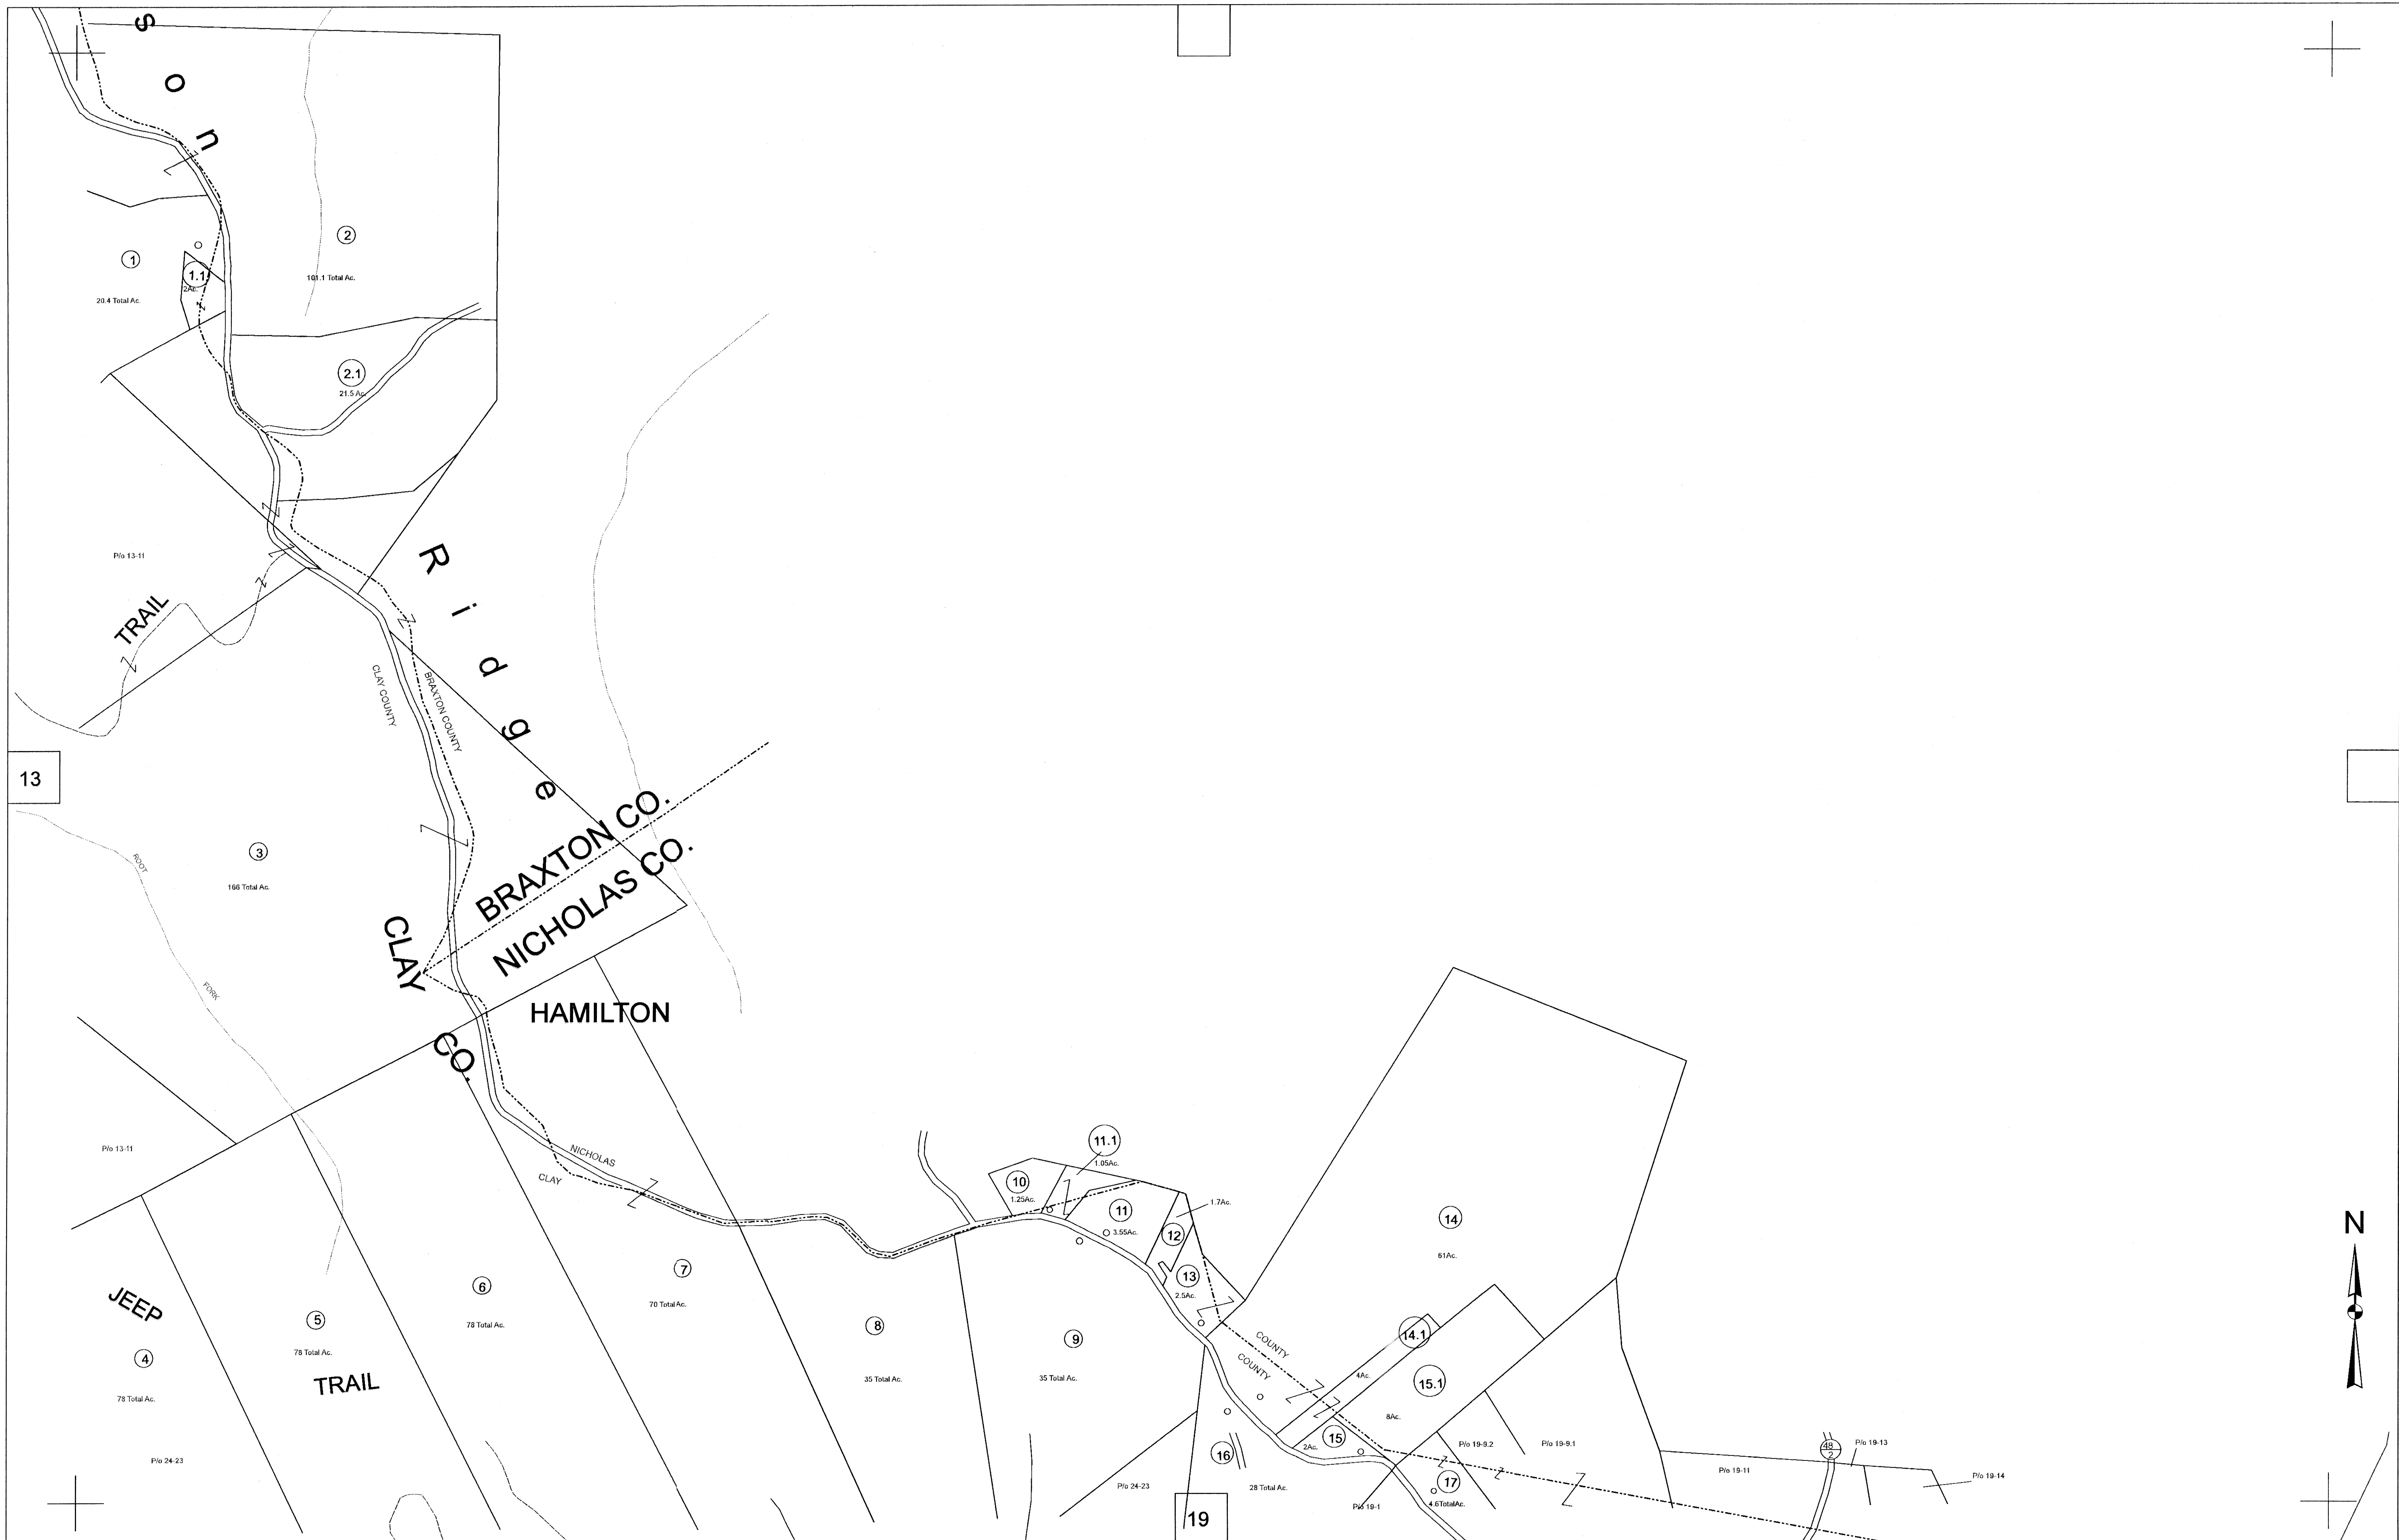 s
o
n
1
20.4 Total Ac.
1.1
2Ac.
2
101.1 Total Ac.
2.1
21.5 Ac.
P/o 13-11
TRAIL
R
i
d
g
e
CLAY COUNTY
BRAXTON COUNTY
13
BRAXTON CO.
NICHOLAS CO.
3
166 Total Ac.
ROOT
FORK
CLAY
CO.
HAMILTON
P/o 13-11
NICHOLAS
CLAY
JEEP
TRAIL
4
78 Total Ac.
P/o 24-23
5
78 Total Ac.
6
78 Total Ac.
7
70 Total Ac.
8
35 Total Ac.
9
35 Total Ac.
10
1.25Ac.
11.1
1.05Ac.
11
3.55Ac.
12
1.7Ac.
13
2.5Ac.
14
61Ac.
N
COUNTY
COUNTY
14.1
4Ac.
15.1
8Ac.
15
2Ac.
16
28 Total Ac.
P/o 24-23
19
P/o 19-1
17
4.6TotalAc.
P/o 19-9.2
P/o 19-9.1
P/o 19-11
48
2
P/o 19-13
P/o 19-14